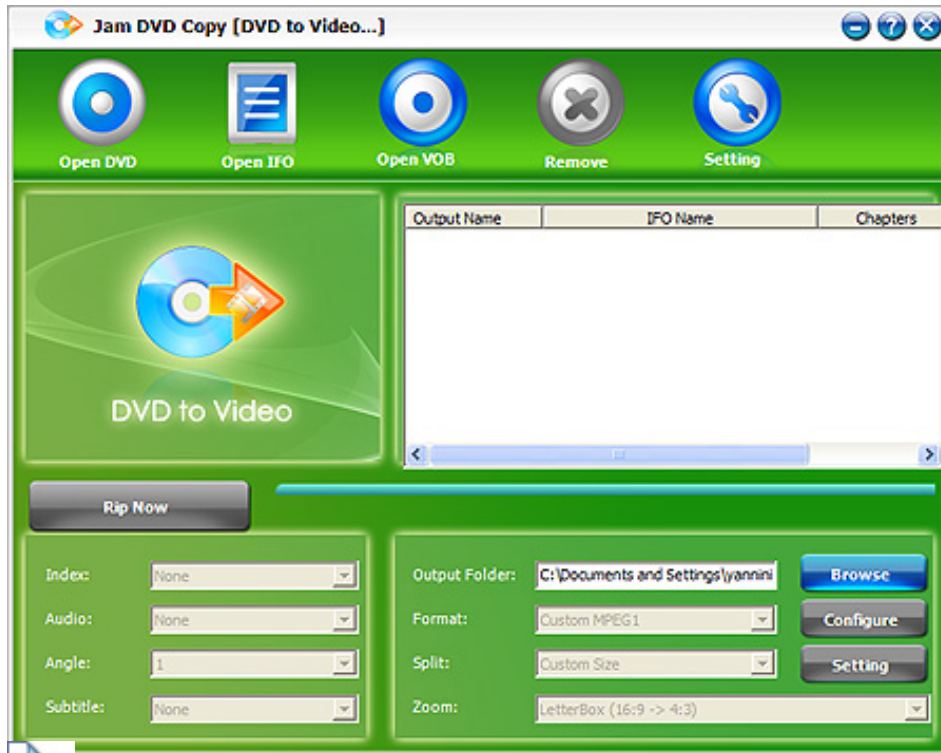 Jam DVD Copy [DVD to Video...]
Open DVD
Open IFO
Open VOB
Remove
Setting
Output Name
IFO Name
Chapters
DVD to Video
Rip Now
Index:
None
Audio:
None
Angle:
1
Subtitle:
None
Output Folder:
C:\Documents and Settings\yannini
Browse
Format:
Custom MPEG1
Configure
Split:
Custom Size
Setting
Zoom:
LetterBox (16:9 -> 4:3)